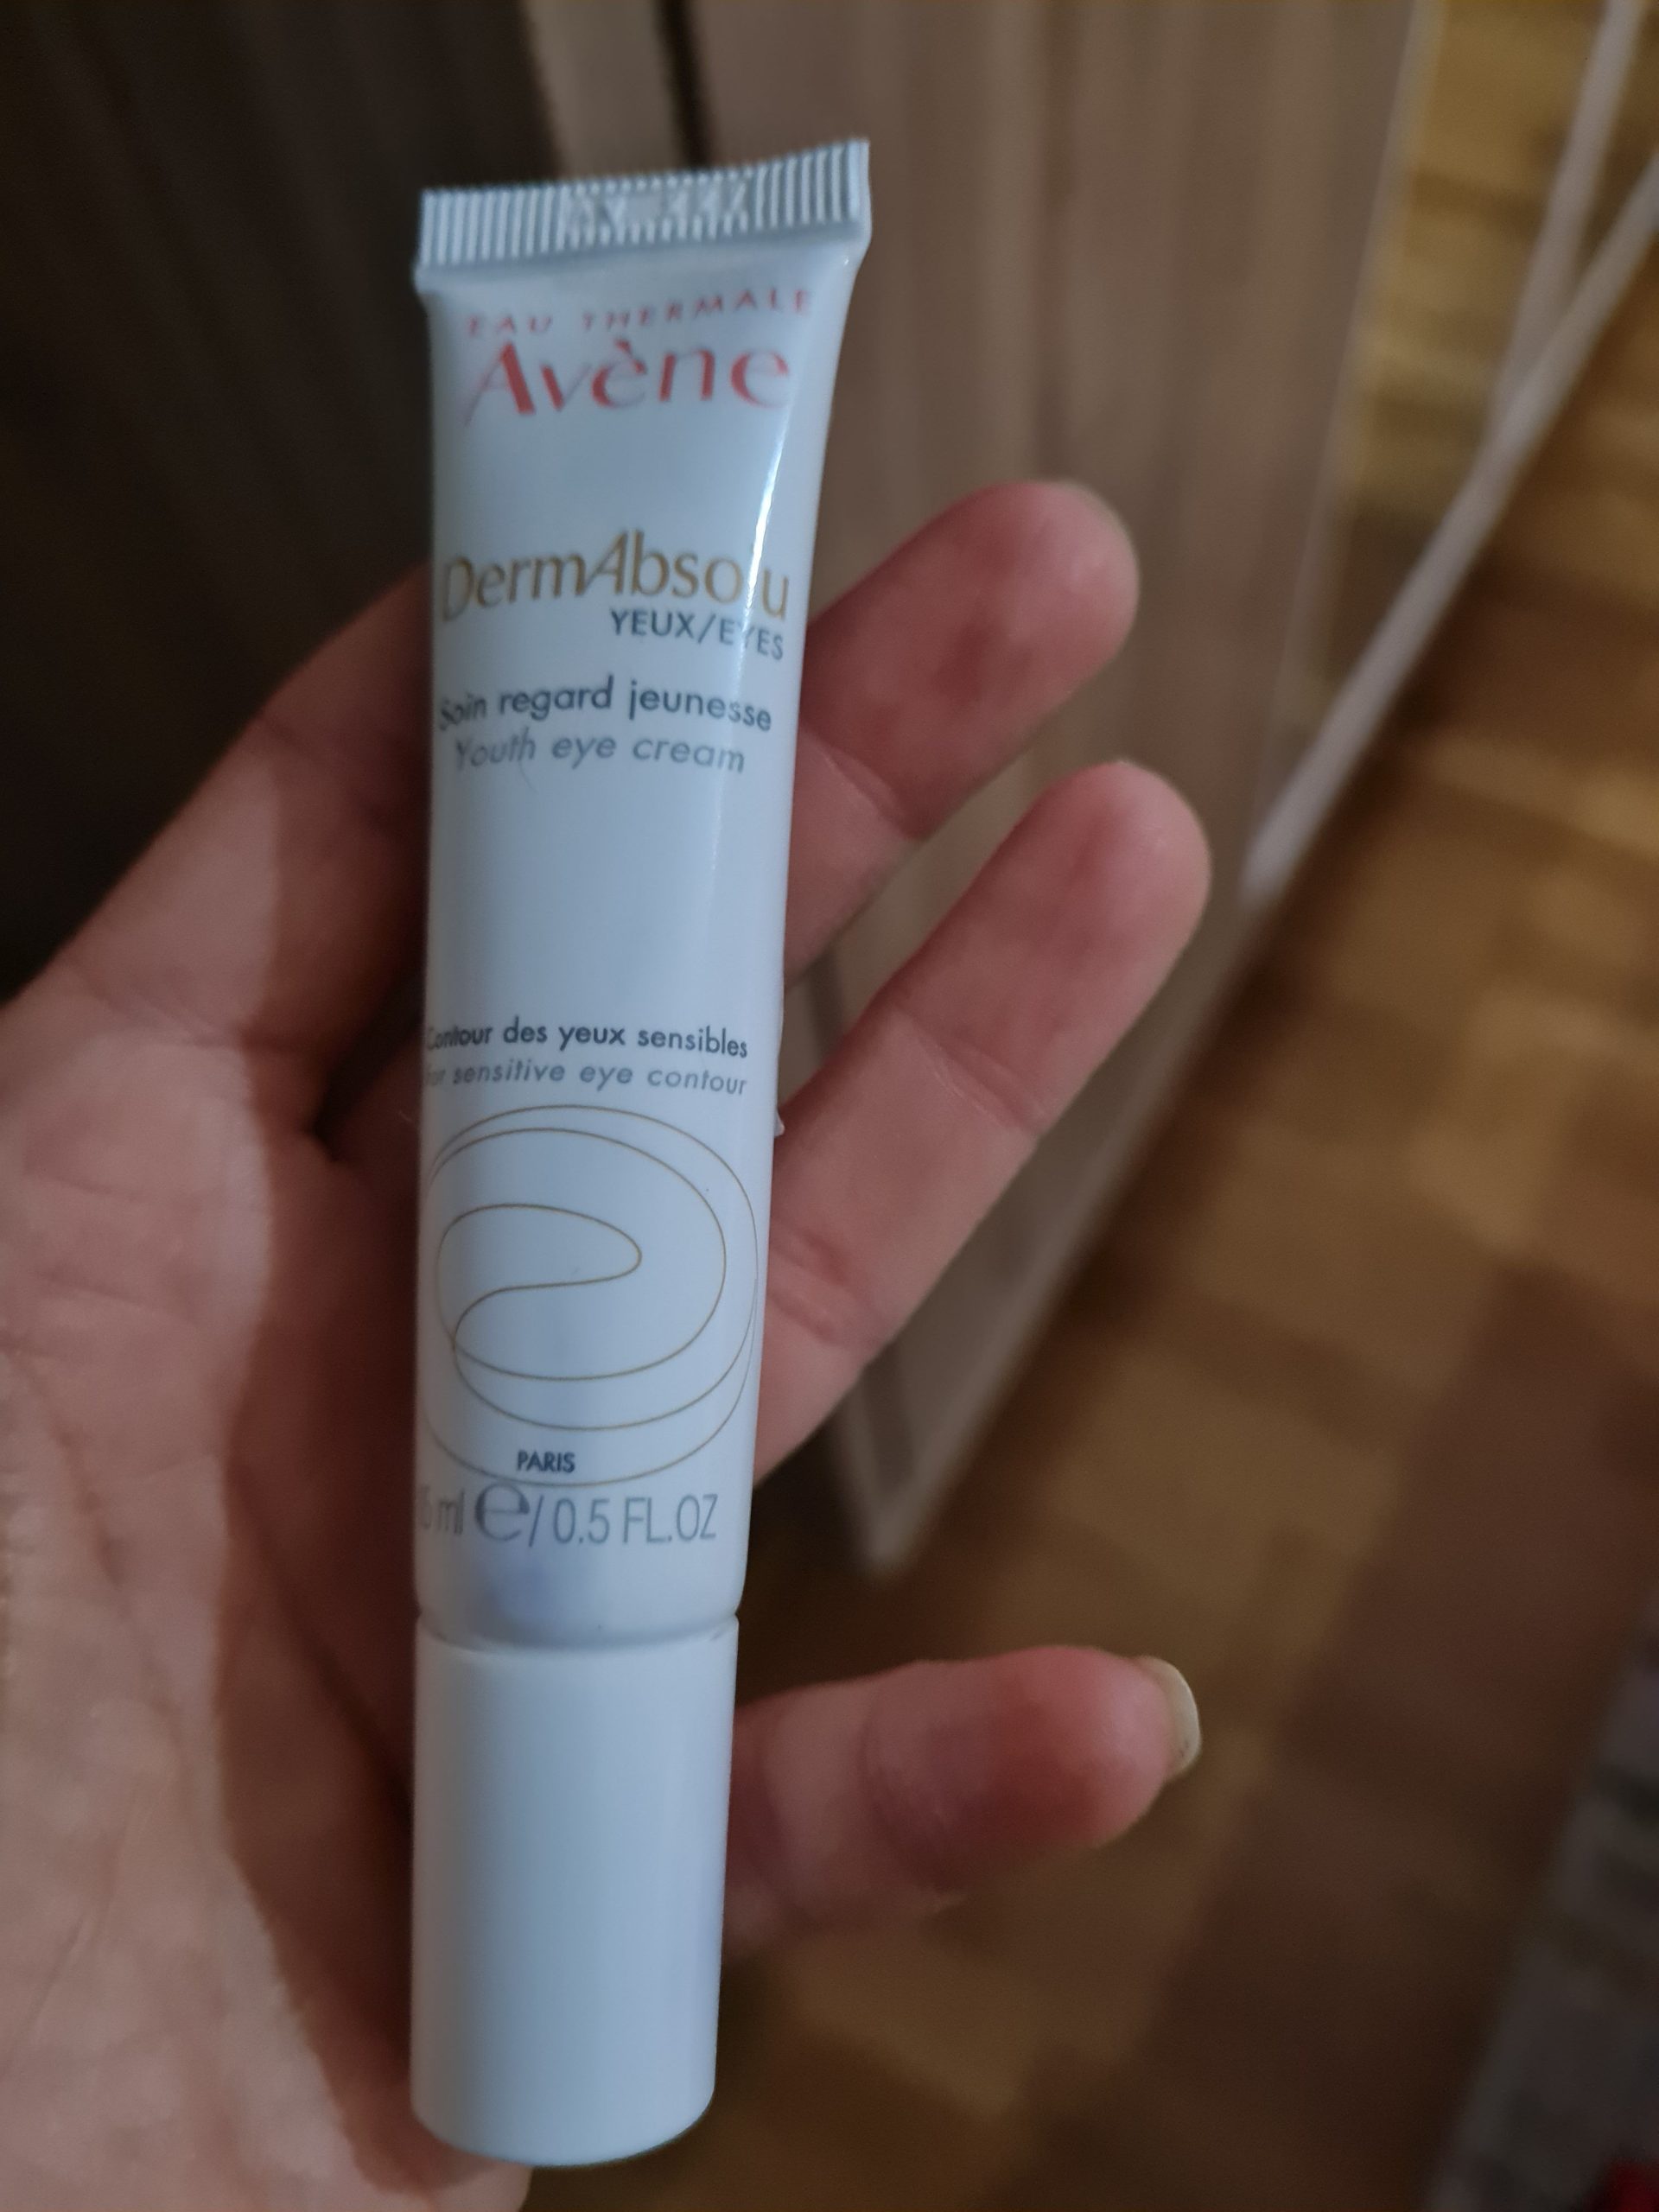 EAU THERMALE
Avène
DermAbsolu
YEUX/EYES
Soin regard jeunesse
Youth eye cream
Contour des yeux sensibles
For sensitive eye contour
PARIS
15 ml e / 0.5 FL.OZ